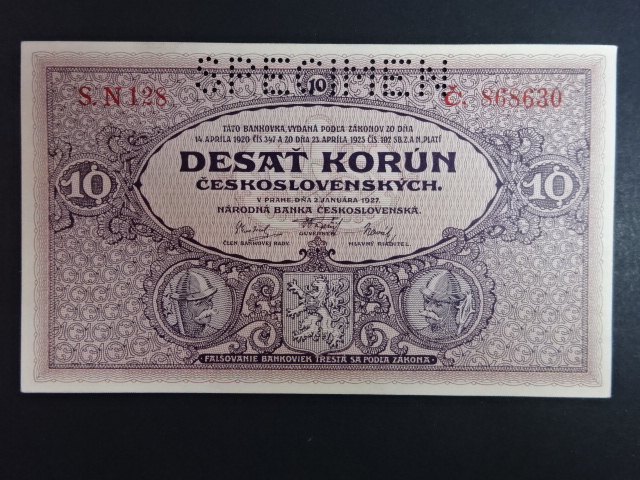 SPECIMEN
10
S. N 128 Č. 868630
TÁTO BANKOVKA, VYDANÁ PODĽA ZÁKONOV ZO DŇA
14. APRÍLA 1920 ČÍS. 347 A ZO DŇA 23. APRÍLA 1925 ČÍS. 102 SB. Z. A N. PLATÍ
DESAŤ KORÚN
ČESKOSLOVENSKÝCH.
10 10
V PRAHE, DŇA 2. JANUÁRA 1927.
NÁRODNÁ BANKA ČESKOSLOVENSKÁ.
GUVERNÉR
ČLEN BANKOVEJ RADY. HLAVNÝ RIADITEĽ.
FALŠOVANIE BANKOVIEK TRESTÁ SA PODĽA ZÁKONA